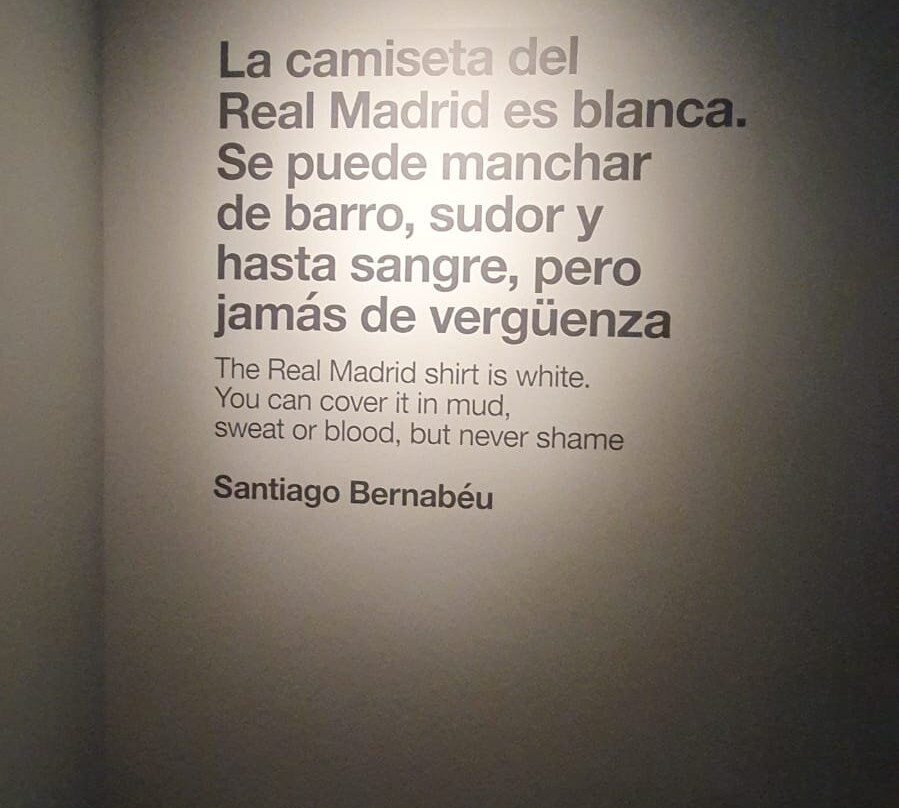 La camiseta del
Real Madrid es blanca.
Se puede manchar
de barro, sudor y
hasta sangre, pero
jamás de vergüenza
The Real Madrid shirt is white.
You can cover it in mud,
sweat or blood, but never shame
Santiago Bernabéu